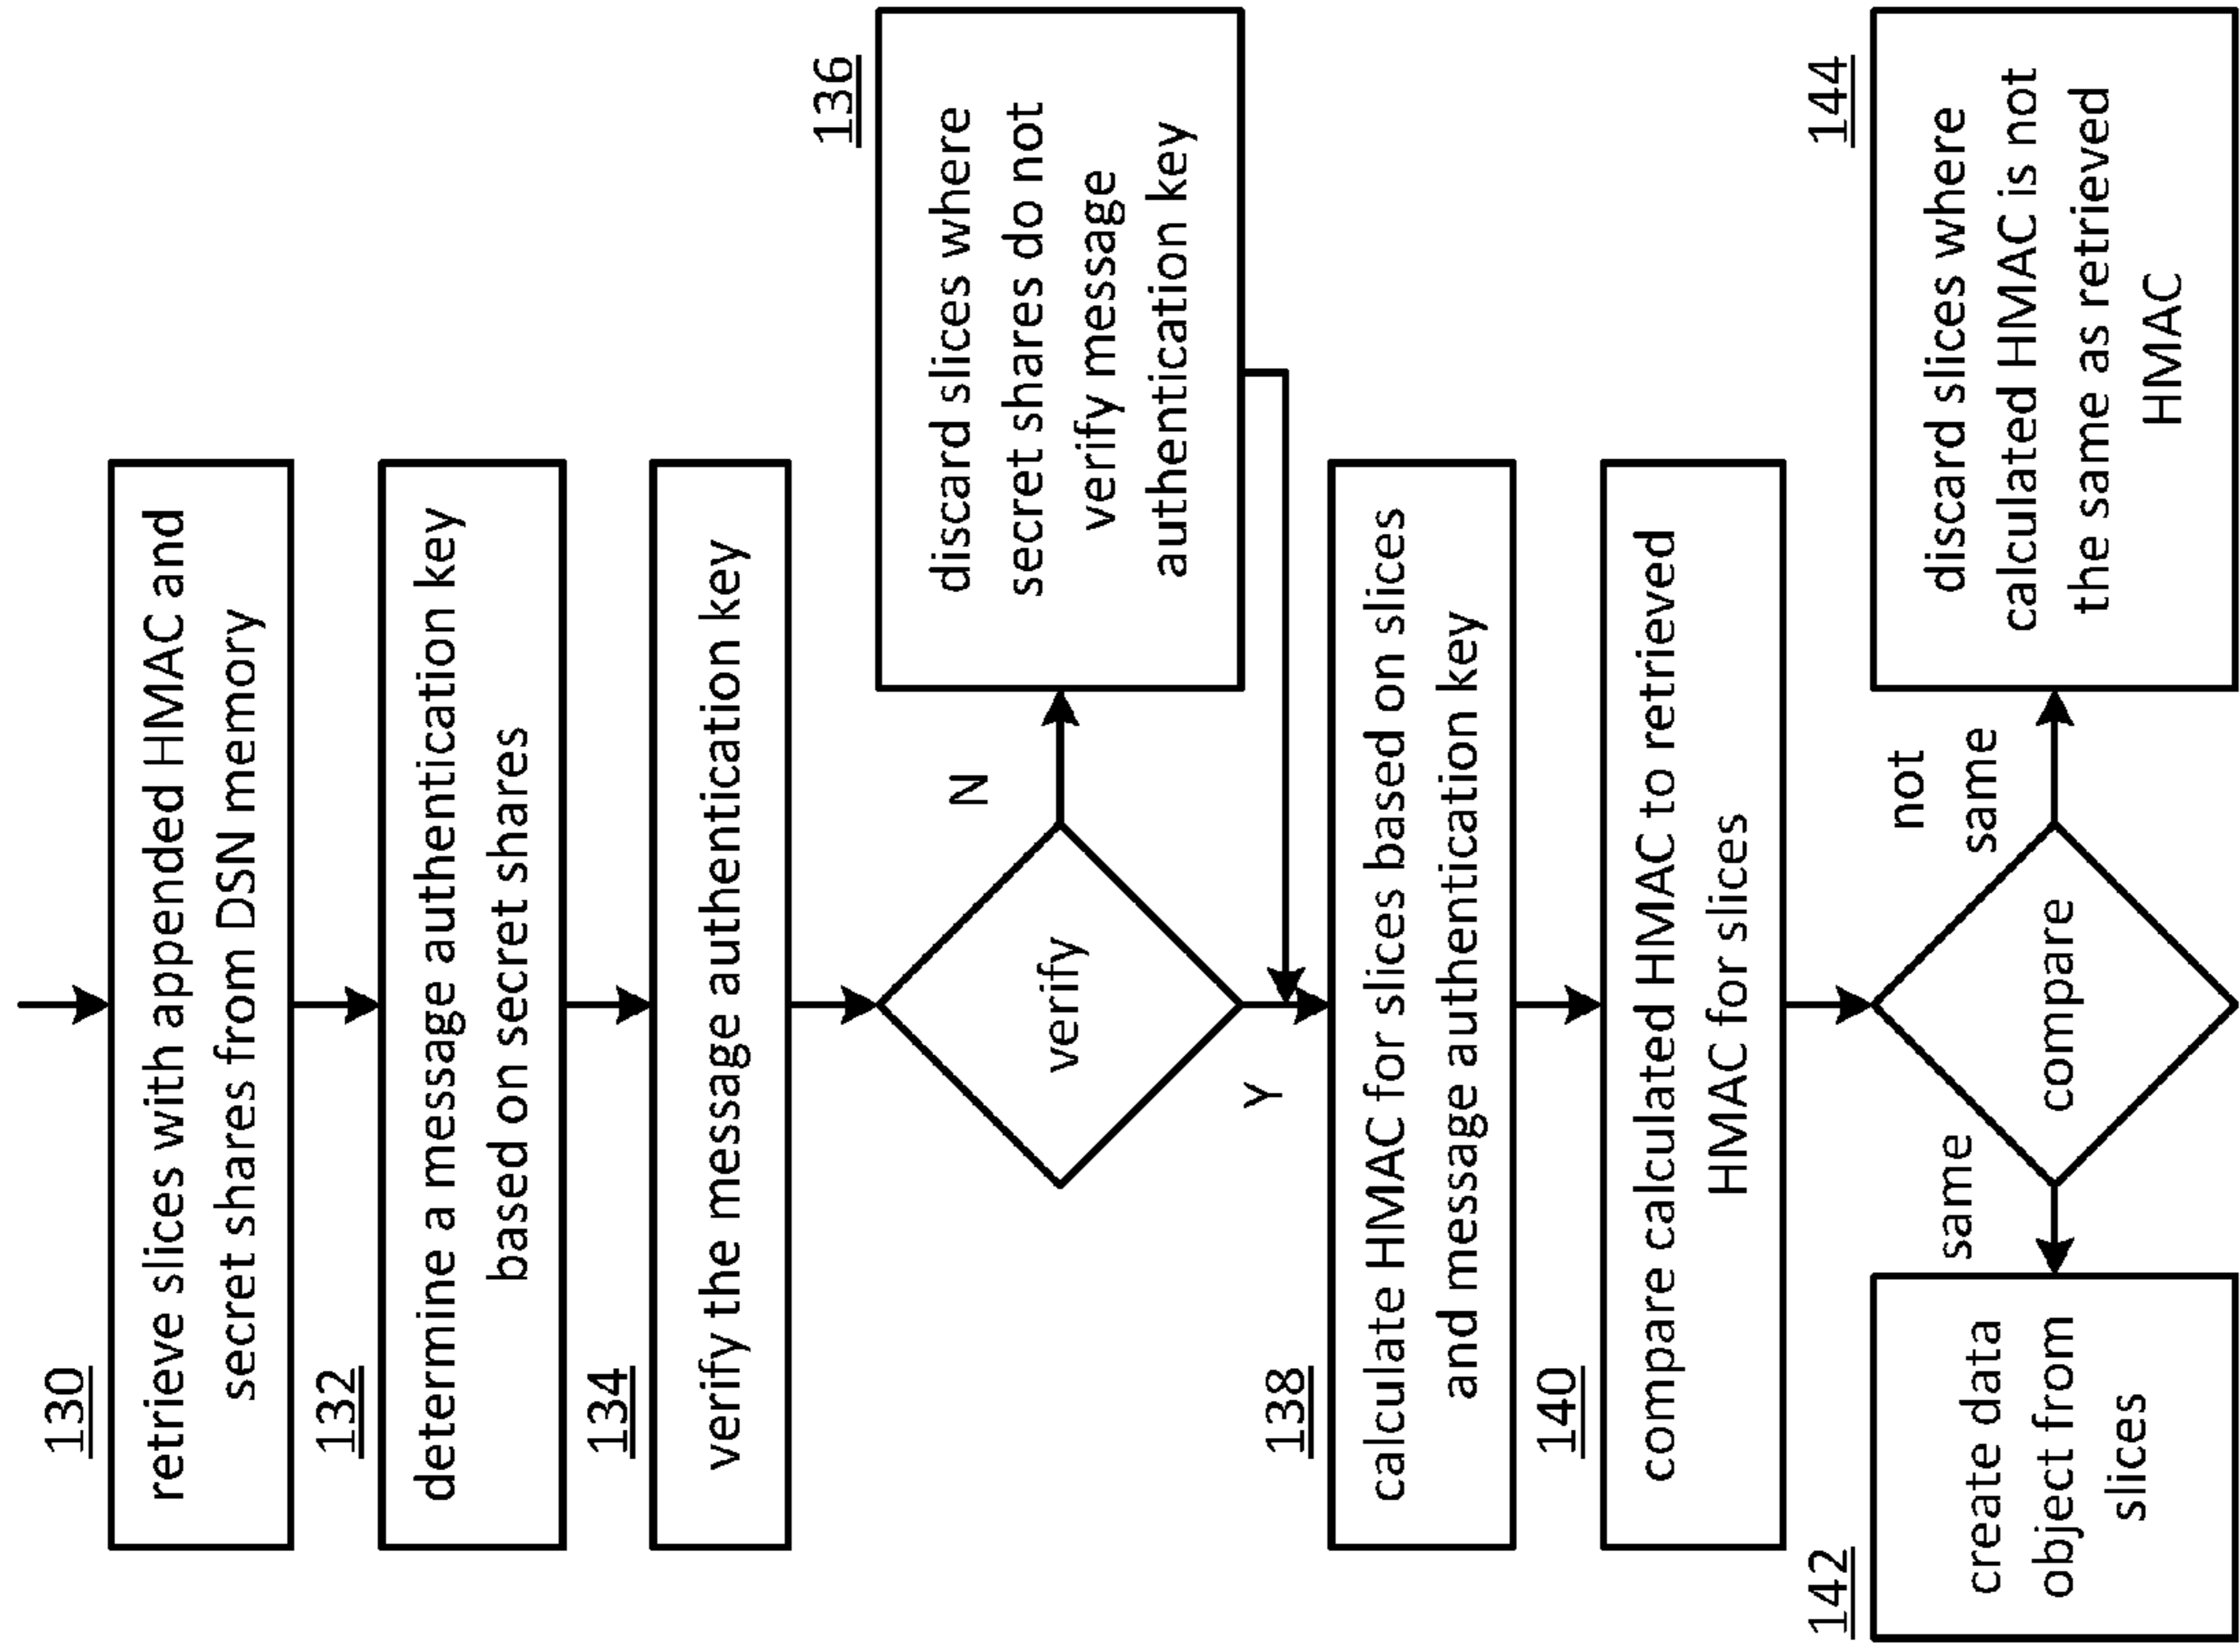 130
retrieve slices with appended HMAC and
secret shares from DSN memory
132
determine a message authentication key
based on secret shares
134
verify the message authentication key
verify
N
Y
136
discard slices where
secret shares do not
verify message
authentication key
138
calculate HMAC for slices based on slices
and message authentication key
140
compare calculated HMAC to retrieved
HMAC for slices
compare
same
not
same
142
create data
object from
slices
144
discard slices where
calculated HMAC is not
the same as retrieved
HMAC